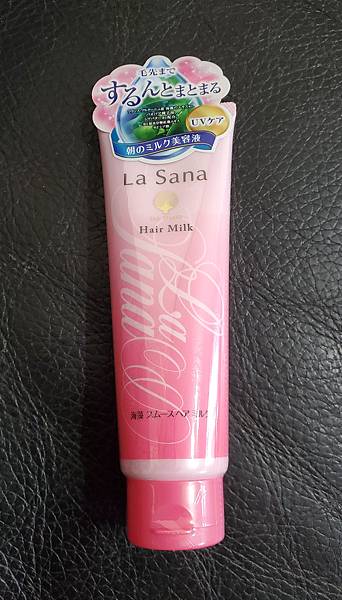 毛先まで
するんとまとまる
UVケア
朝のミルク美容液
La Sana
Hair Milk
La
Sana
海藻 スムース ヘア ミルク